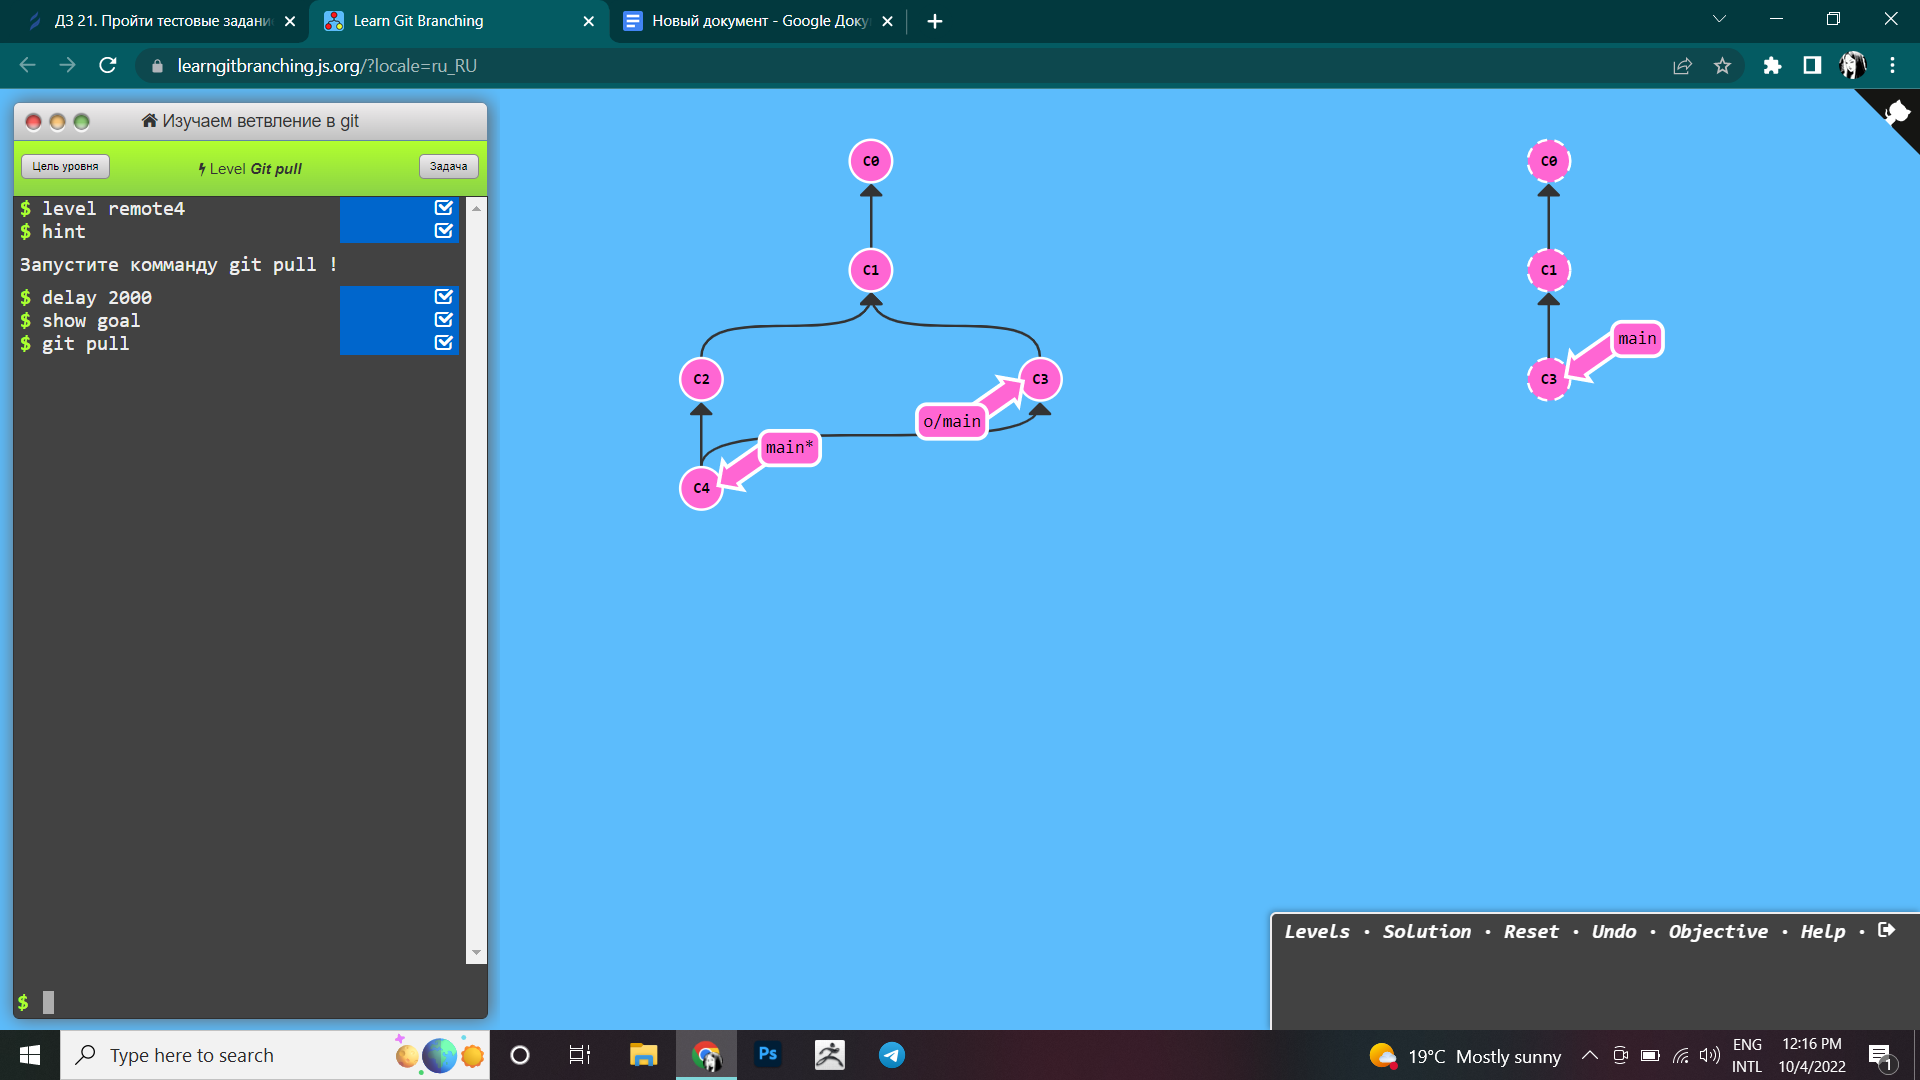 ДЗ 21. Пройти тестовые задани
Learn Git Branching
Новый документ - Google Доку
learngitbranching.js.org/?locale=ru_RU
Изучаем ветвление в git
Цель уровня
Level Git pull
Задача
$ level remote4
$ hint
Запустите комманду git pull !
$ delay 2000
$ show goal
$ git pull
$
C0
C1
C2
C3
o/main
main*
C4
C0
C1
main
C3
Levels · Solution · Reset · Undo · Objective · Help ·
Type here to search
Ps
19°C Mostly sunny
ENG
INTL
12:16 PM
10/4/2022
1